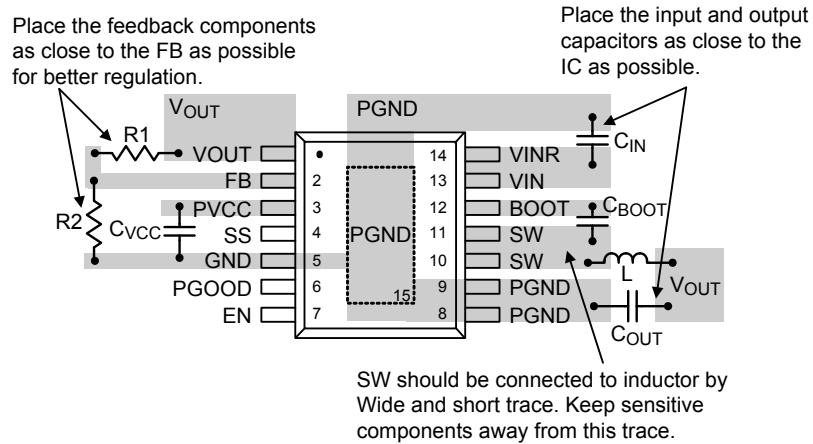 Place the feedback components
as close to the FB as possible
for better regulation.
Place the input and output
capacitors as close to the
IC as possible.
VOUT
PGND
R1
CIN
VOUT
14
VINR
FB
2
13
VIN
R2
CVCC
PVCC
3
12
BOOT
CBOOT
SS
4
PGND
11
SW
GND
5
10
SW
L
VOUT
PGOOD
6
15
9
PGND
EN
7
8
PGND
COUT
SW should be connected to inductor by
Wide and short trace. Keep sensitive
components away from this trace.